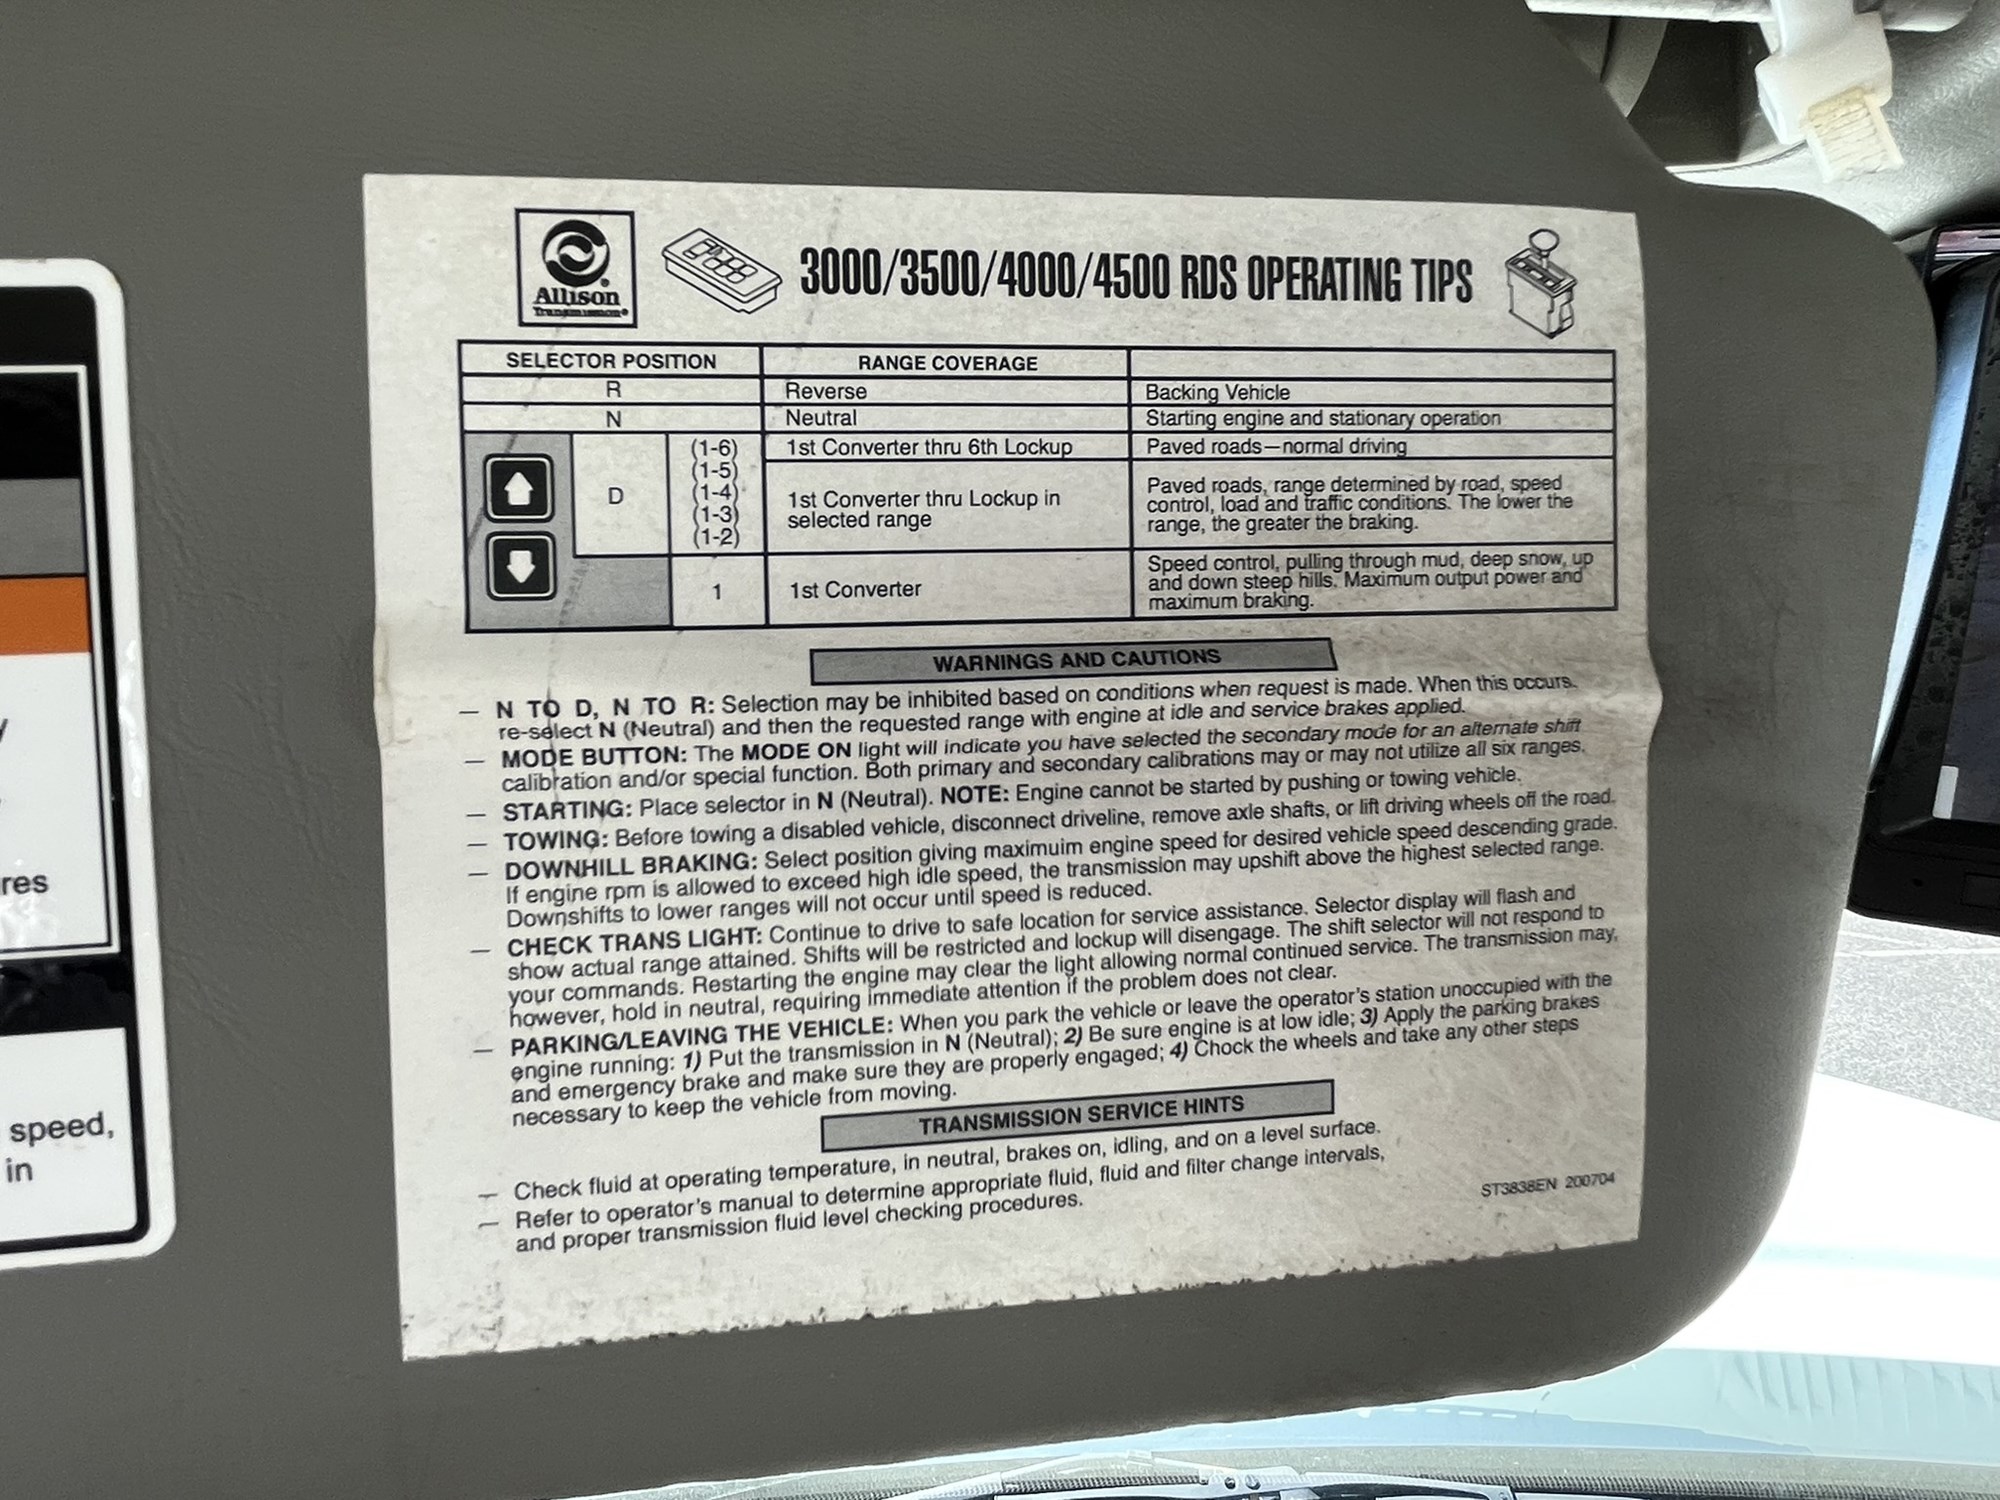 Allison
Transmission®
3000/3500/4000/4500 RDS OPERATING TIPS
SELECTOR POSITION RANGE COVERAGE
R Reverse Backing Vehicle
N Neutral Starting engine and stationary operation
D
(1-6) 1st Converter thru 6th Lockup Paved roads—normal driving
(1-5)
(1-4)
(1-3)
(1-2)
1st Converter thru Lockup in
selected range
Paved roads, range determined by road, speed
control, load and traffic conditions. The lower the
range, the greater the braking.
1 1st Converter
Speed control, pulling through mud, deep snow, up
and down steep hills. Maximum output power and
maximum braking.
WARNINGS AND CAUTIONS
— N TO D, N TO R: Selection may be inhibited based on conditions when request is made. When this occurs,
re-select N (Neutral) and then the requested range with engine at idle and service brakes applied.
— MODE BUTTON: The MODE ON light will indicate you have selected the secondary mode for an alternate shift
calibration and/or special function. Both primary and secondary calibrations may or may not utilize all six ranges.
— STARTING: Place selector in N (Neutral). NOTE: Engine cannot be started by pushing or towing vehicle.
— TOWING: Before towing a disabled vehicle, disconnect driveline, remove axle shafts, or lift driving wheels off the road.
— DOWNHILL BRAKING: Select position giving maximuim engine speed for desired vehicle speed descending grade.
If engine rpm is allowed to exceed high idle speed, the transmission may upshift above the highest selected range.
Downshifts to lower ranges will not occur until speed is reduced.
— CHECK TRANS LIGHT: Continue to drive to safe location for service assistance. Selector display will flash and
show actual range attained. Shifts will be restricted and lockup will disengage. The shift selector will not respond to
your commands. Restarting the engine may clear the light allowing normal continued service. The transmission may,
however, hold in neutral, requiring immediate attention if the problem does not clear.
— PARKING/LEAVING THE VEHICLE: When you park the vehicle or leave the operator's station unoccupied with the
engine running: 1) Put the transmission in N (Neutral); 2) Be sure engine is at low idle; 3) Apply the parking brakes
and emergency brake and make sure they are properly engaged; 4) Chock the wheels and take any other steps
necessary to keep the vehicle from moving.
TRANSMISSION SERVICE HINTS
— Check fluid at operating temperature, in neutral, brakes on, idling, and on a level surface.
— Refer to operator's manual to determine appropriate fluid, fluid and filter change intervals,
and proper transmission fluid level checking procedures.
ST3838EN 200704
res
speed,
in